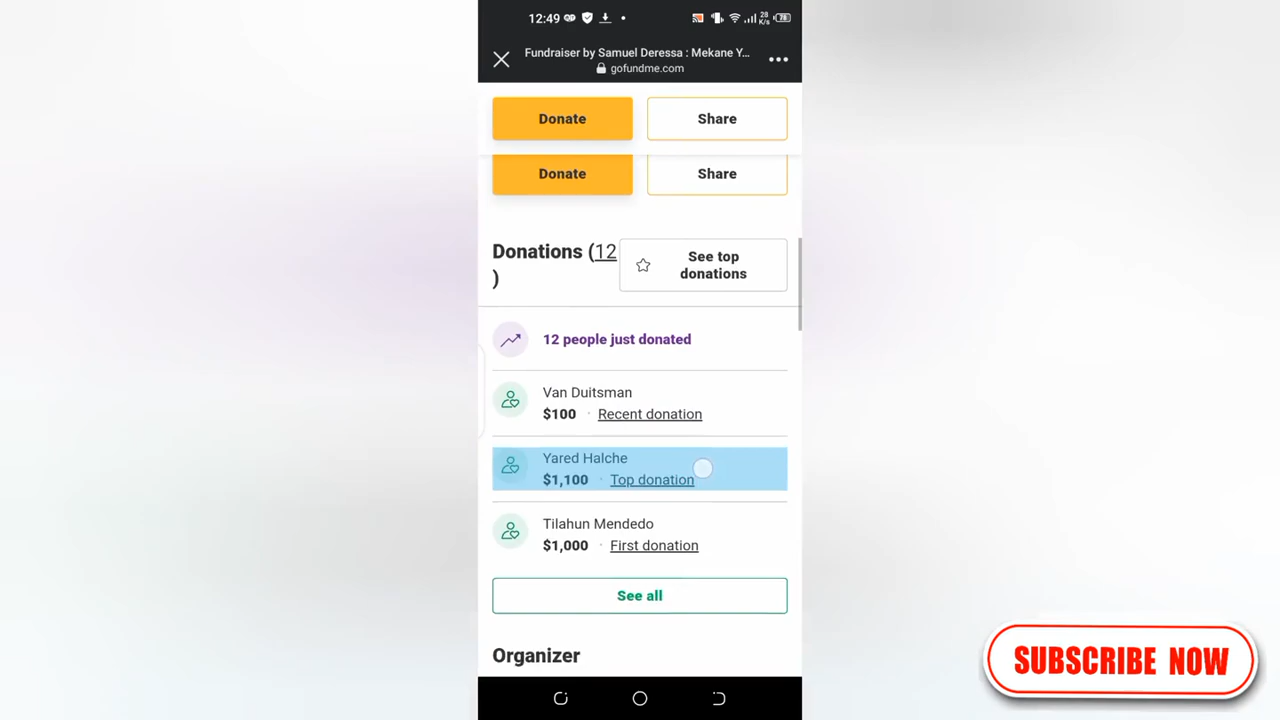 12:49
28
K/s
78
Fundraiser by Samuel Deressa : Mekane Y...
gofundme.com
Donate
Share
Donate
Share
Donations (12
)
See top
donations
12 people just donated
Van Duitsman
$100 · Recent donation
Yared Halche
$1,100 · Top donation
Tilahun Mendedo
$1,000 · First donation
See all
Organizer
SUBSCRIBE NOW